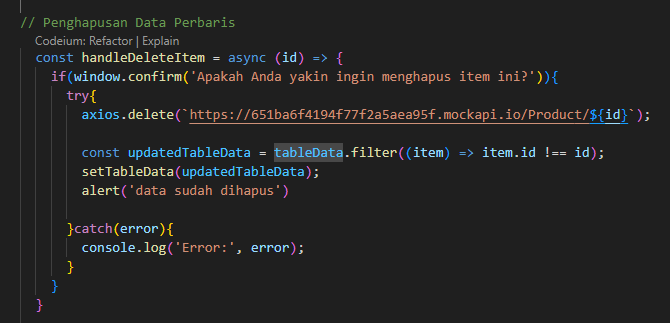 // Penghapusan Data Perbaris
Codeium: Refactor | Explain
const handleDeleteItem = async (id) => {
if(window.confirm('Apakah Anda yakin ingin menghapus item ini?')){
try{
axios.delete(`https://651ba6f4194f77f2a5aea95f.mockapi.io/Product/${id}`);
const updatedTableData = tableData.filter((item) => item.id !== id);
setTableData(updatedTableData);
alert('data sudah dihapus')
}catch(error){
console.log('Error:', error);
}
}
}